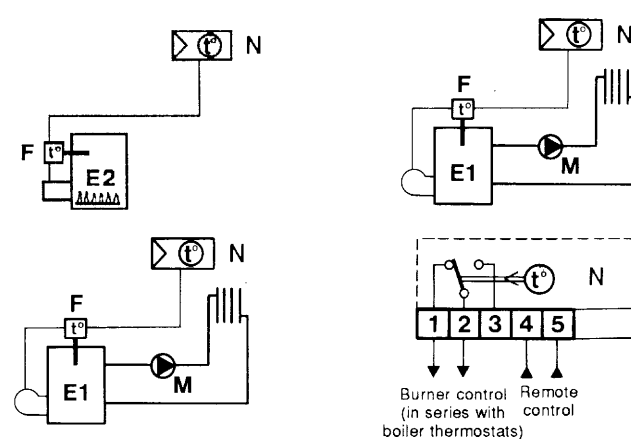 t° N
F t°
E2
t° N
F
t°
E1
M
t° N
F
t°
E1
M
t° N
1 2 3 4 5
Burner control
(in series with
boiler thermostats)
Remote
control